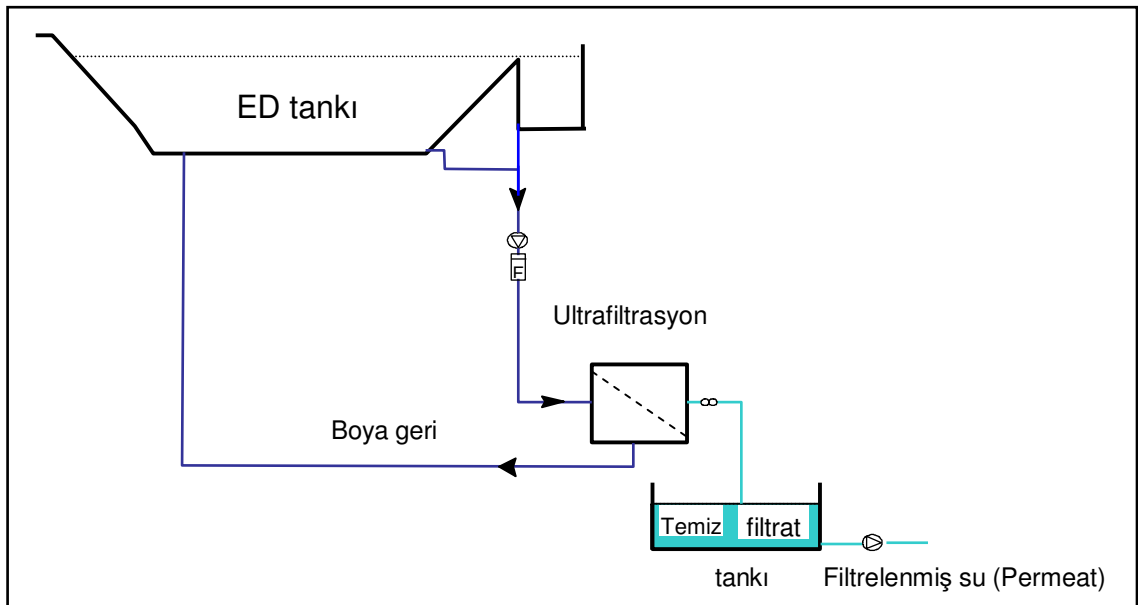 ED tankı
F
Ultrafiltrasyon
Boya geri
Temiz filtrat
tankı Filtrelenmiş su (Permeat)